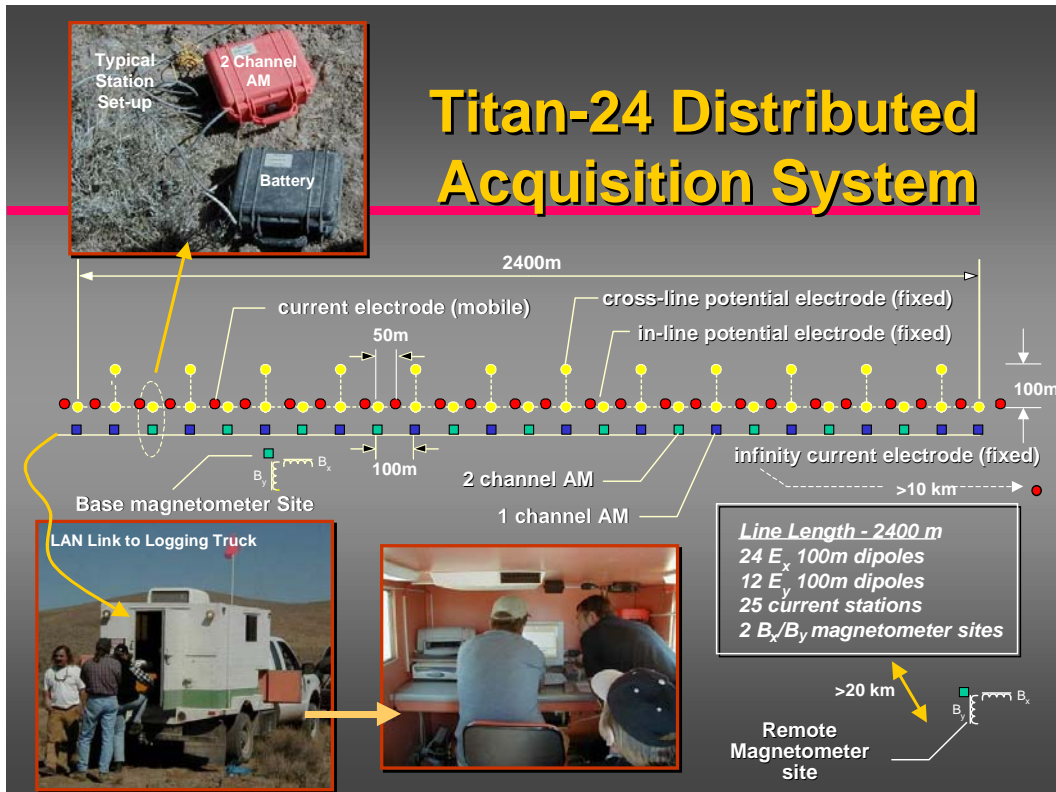 Titan-24 Distributed
Acquisition System
Typical
Station
Set-up
2 Channel
AM
Battery
2400m
current electrode (mobile)
cross-line potential electrode (fixed)
50m
in-line potential electrode (fixed)
100m
100m
infinity current electrode (fixed)
2 channel AM
>10 km
1 channel AM
By
Bx
Base magnetometer Site
LAN Link to Logging Truck
Line Length - 2400 m
24 Ex 100m dipoles
12 Ey 100m dipoles
25 current stations
2 Bx/By magnetometer sites
>20 km
By
Bx
Remote
Magnetometer
site